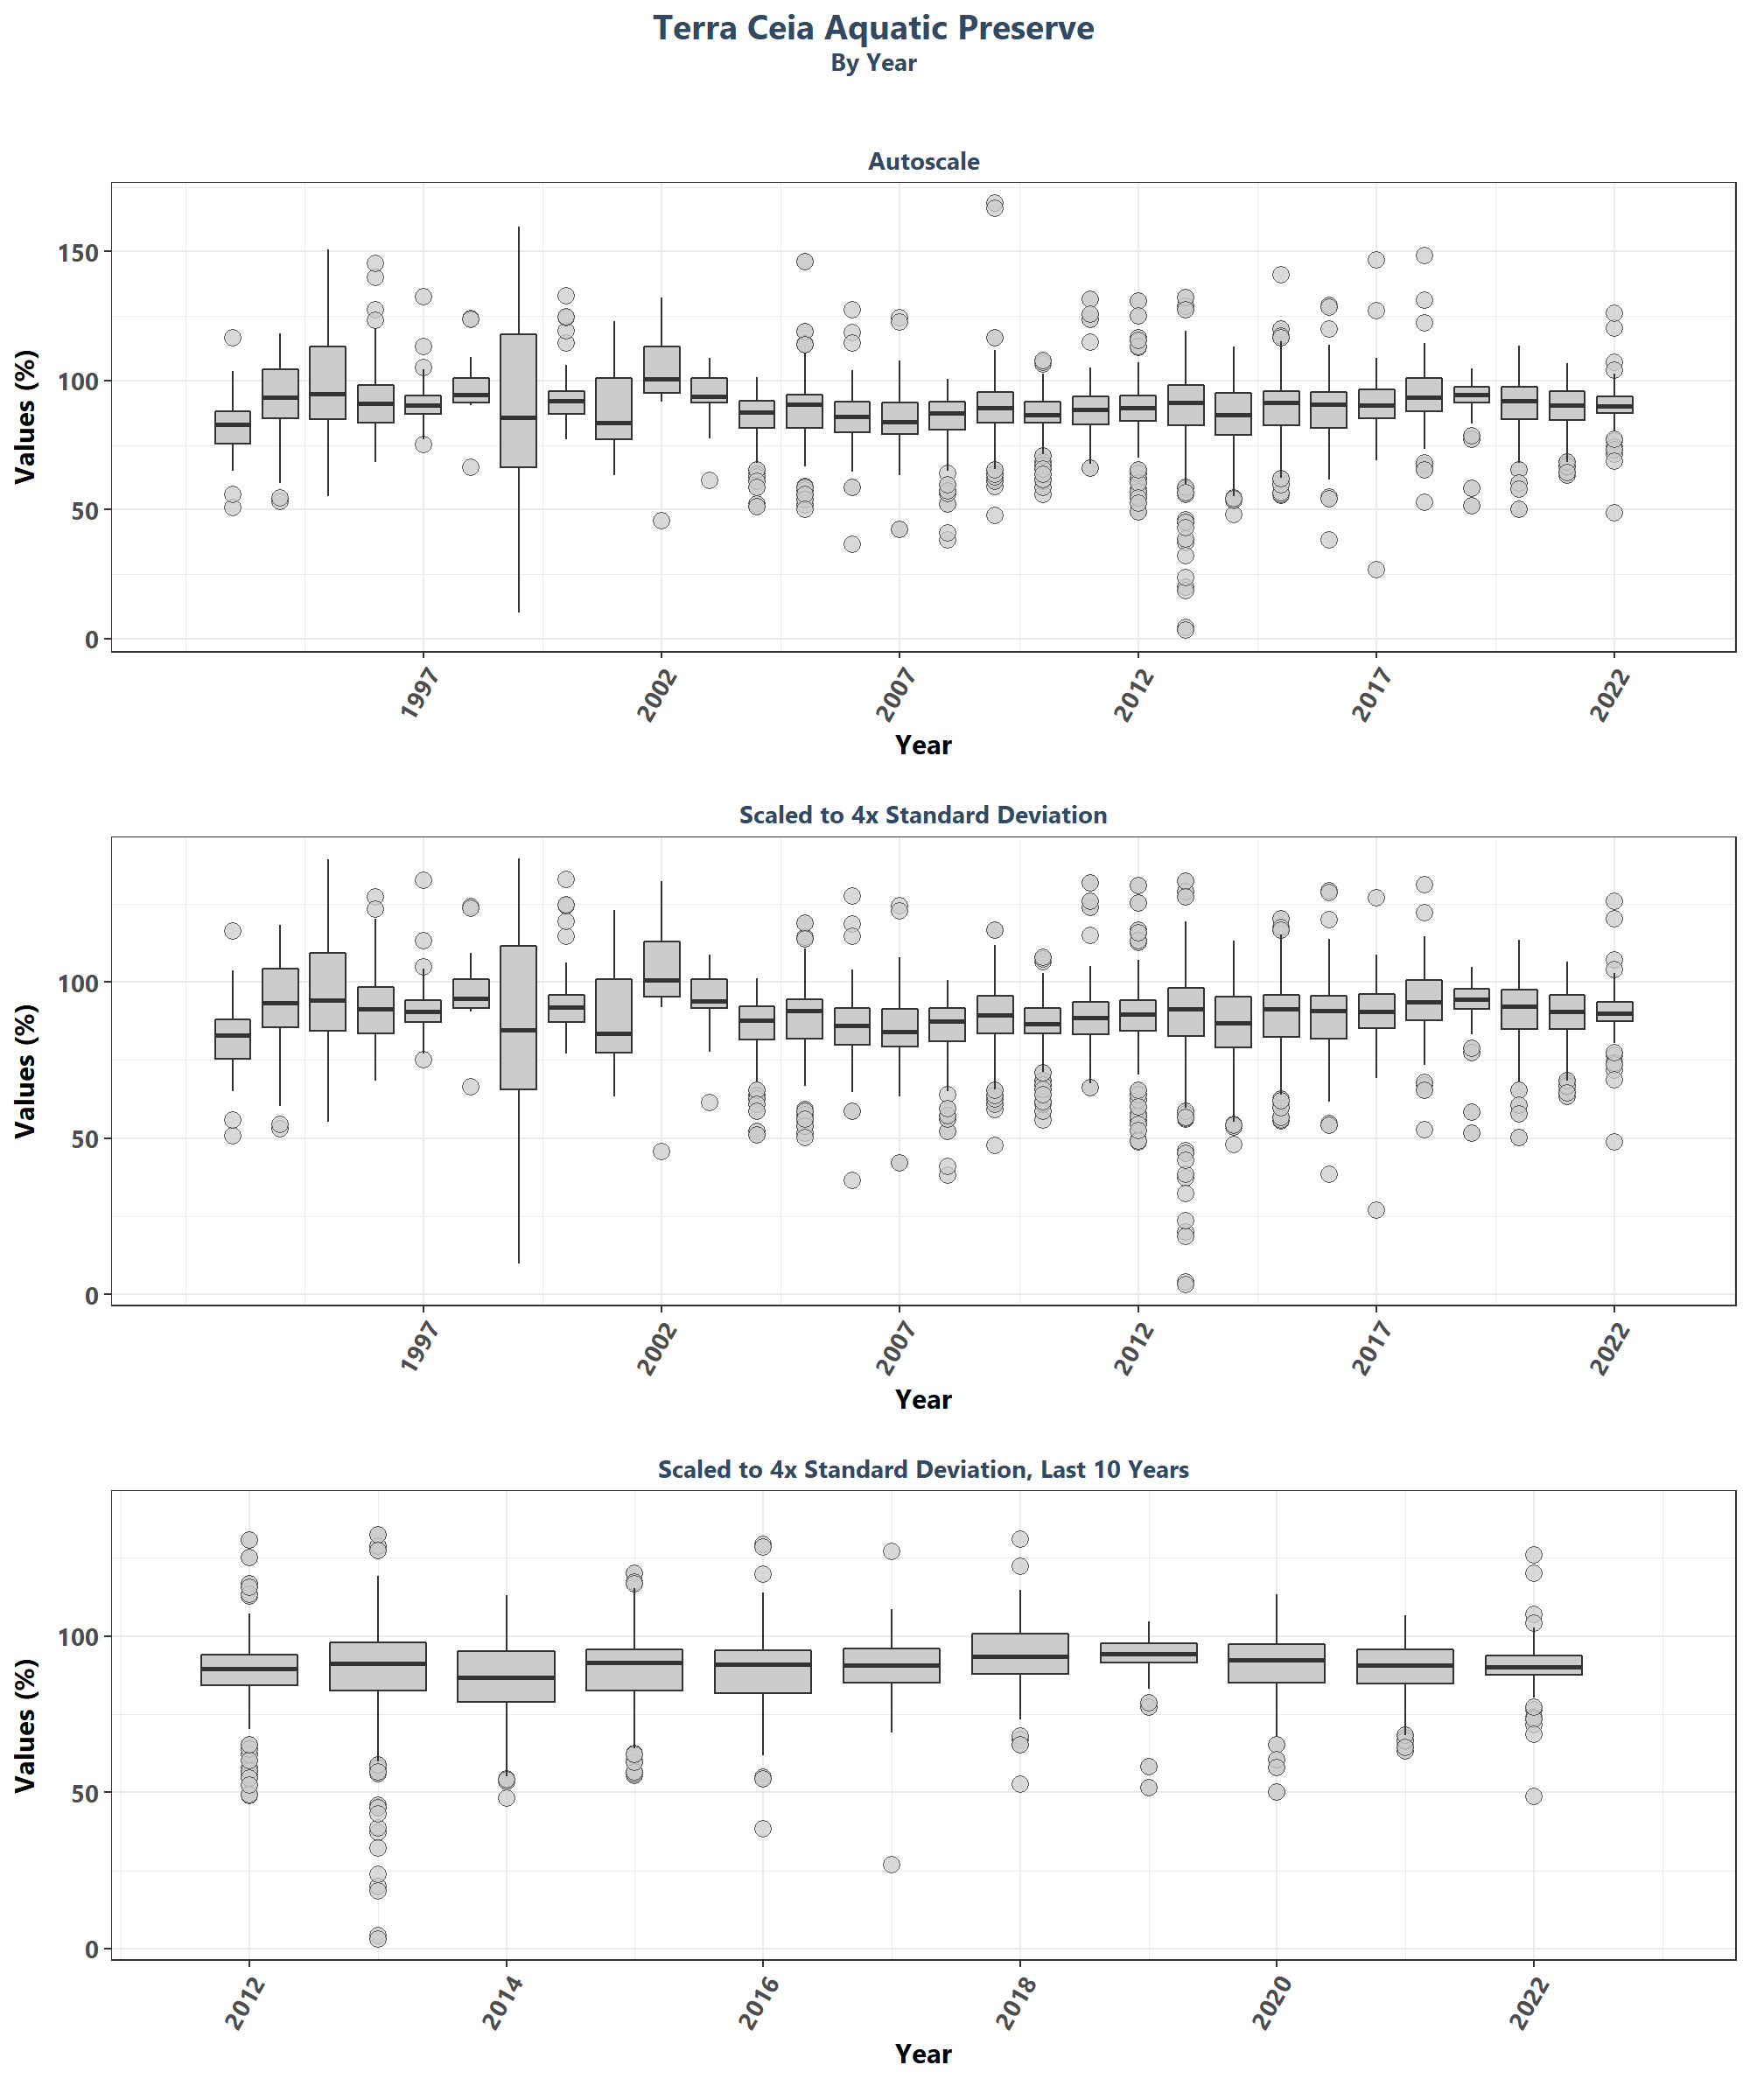 Terra Ceia Aquatic Preserve
By Year
Autoscale
Values (%)
150
100
50
0
1997
2002
2007
2012
2017
2022
Year
Scaled to 4x Standard Deviation
Values (%)
100
50
0
1997
2002
2007
2012
2017
2022
Year
Scaled to 4x Standard Deviation, Last 10 Years
Values (%)
100
50
0
2012
2014
2016
2018
2020
2022
Year